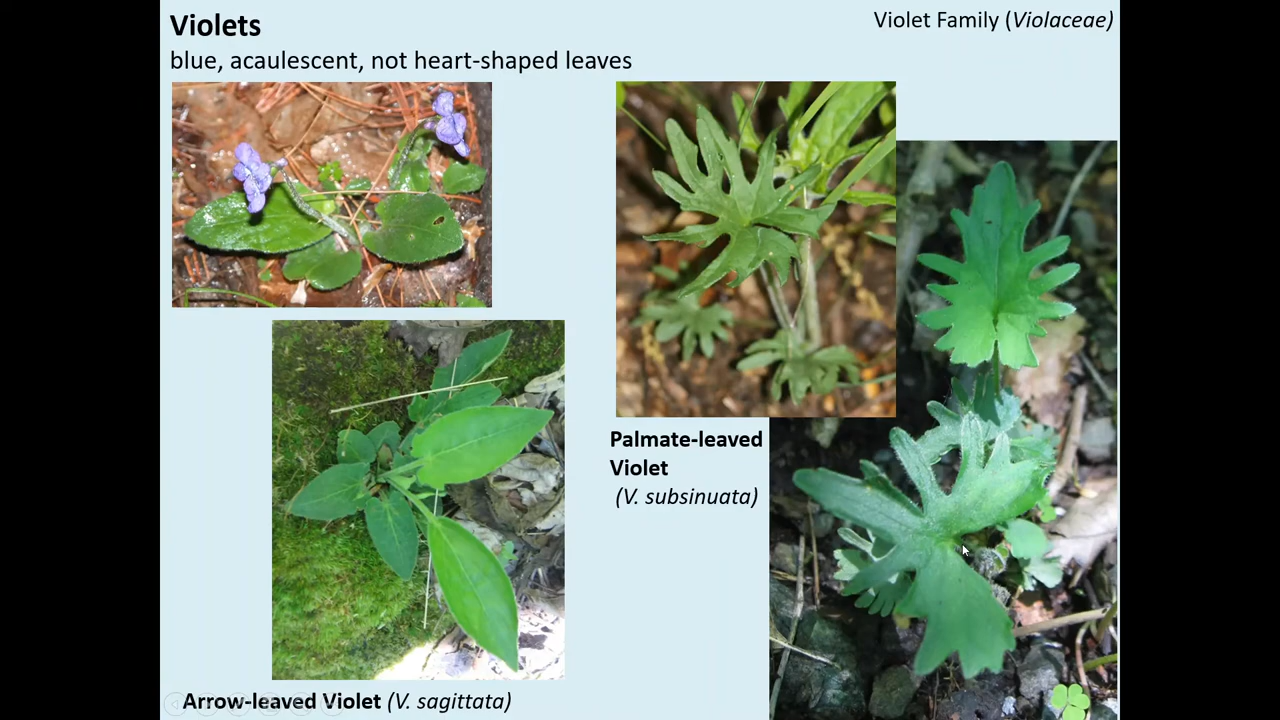 Violets
Violet Family (Violaceae)
blue, acaulescent, not heart-shaped leaves
Palmate-leaved
Violet
(V. subsinuata)
Arrow-leaved Violet (V. sagittata)